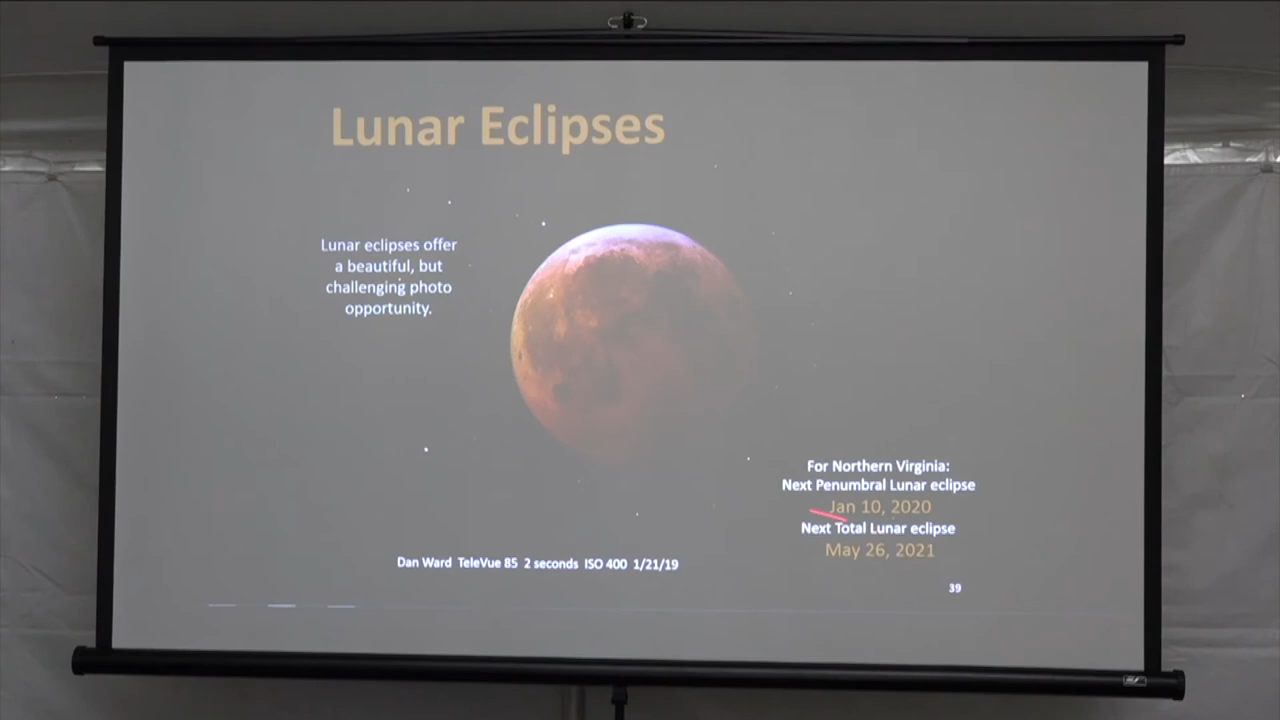 Lunar Eclipses
Lunar eclipses offer
a beautiful, but
challenging photo
opportunity.
For Northern Virginia:
Next Penumbral Lunar eclipse
Jan 10, 2020
Next Total Lunar eclipse
May 26, 2021
Dan Ward TeleVue 85 2 seconds ISO 400 1/21/19
39